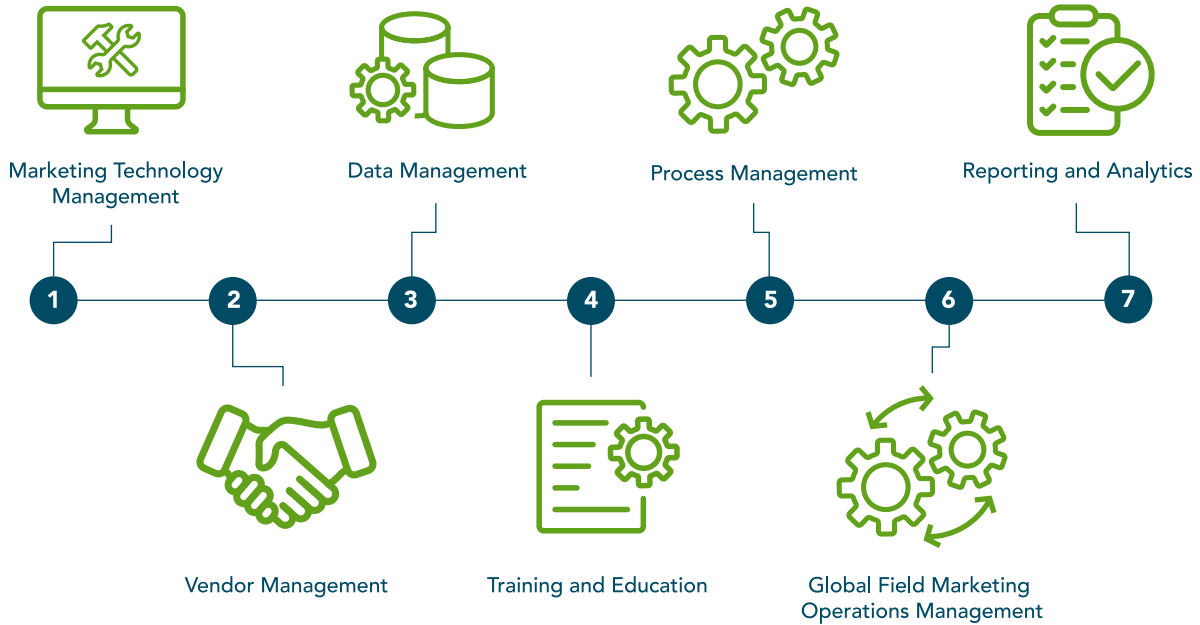 Marketing Technology
Management
Data Management
Process Management
Reporting and Analytics
1
2
3
4
5
6
7
Vendor Management
Training and Education
Global Field Marketing
Operations Management